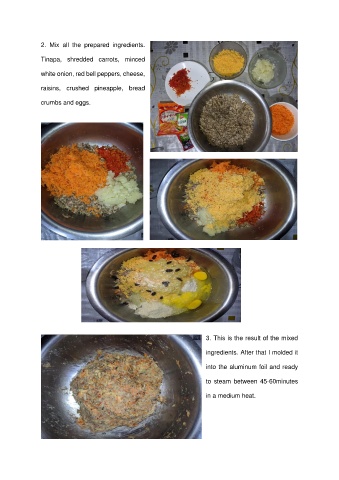 2. Mix all the prepared ingredients.
Tinapa, shredded carrots, minced
white onion, red bell peppers, cheese,
raisins, crushed pineapple, bread
crumbs and eggs.
3. This is the result of the mixed
ingredients. After that I molded it
into the aluminum foil and ready
to steam between 45-60minutes
in a medium heat.